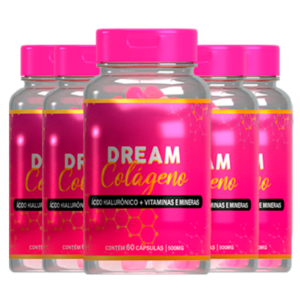 DREAM
Colágeno
ÁCIDO HIALURÔNICO + VITAMINAS E MINERAIS
CONTÉM 60 CÁPSULAS | 500MG